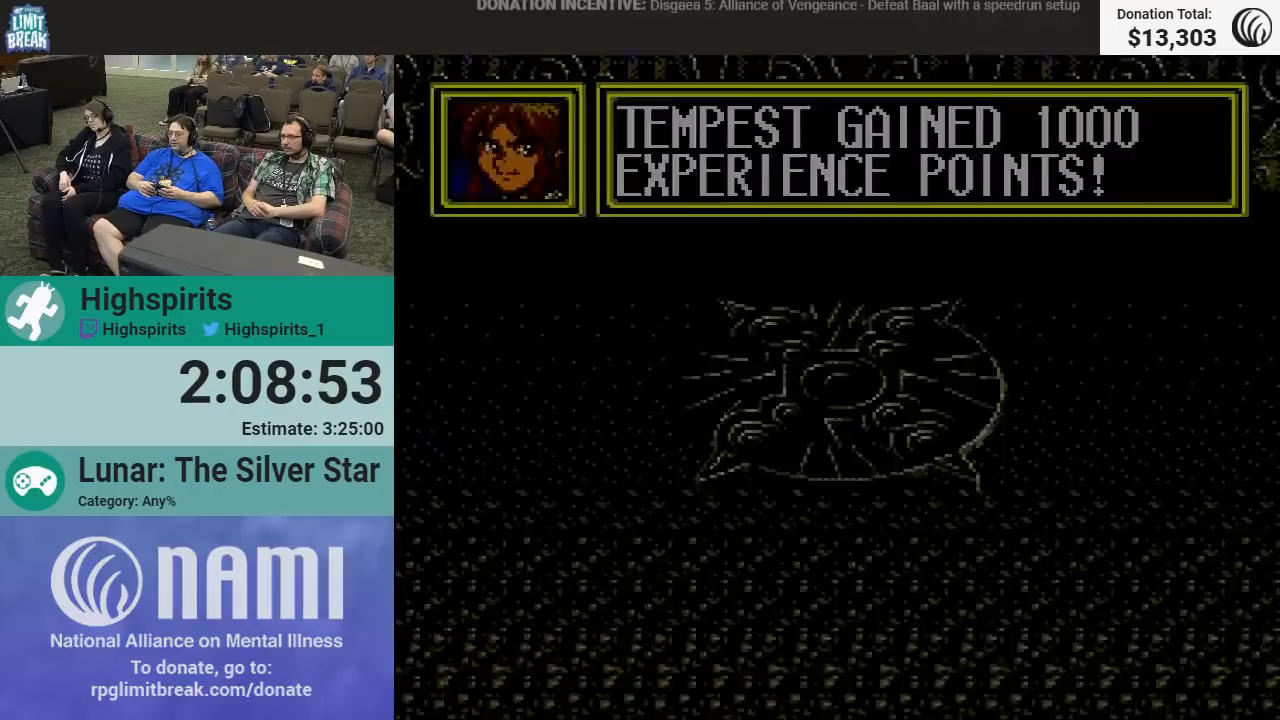 DONATION INCENTIVE: Disgaea 5: Alliance of Vengeance - Defeat Baal with a speedrun setup
Donation Total:
$13,303
RPG
LIMIT
BREAK
TEMPEST GAINED 1000
EXPERIENCE POINTS!
Highspirits
Highspirits Highspirits_1
2:08:53
Estimate: 3:25:00
Lunar: The Silver Star
Category: Any%
NAMI
National Alliance on Mental Illness
To donate, go to:
rpglimitbreak.com/donate